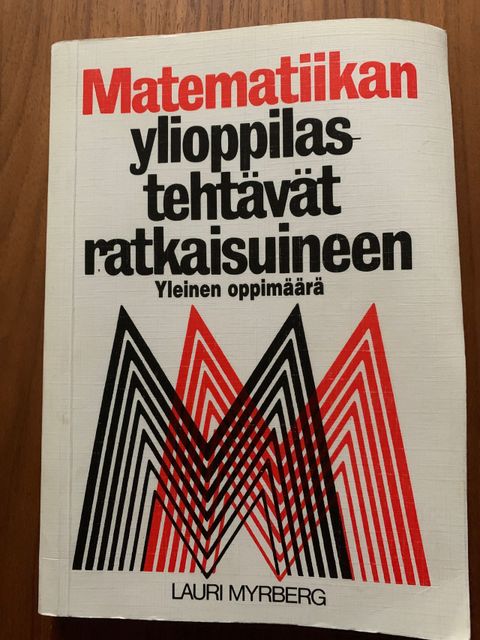 Matematiikan
ylioppilas-
tehtävät
ratkaisuineen
Yleinen oppimäärä
LAURI MYRBERG